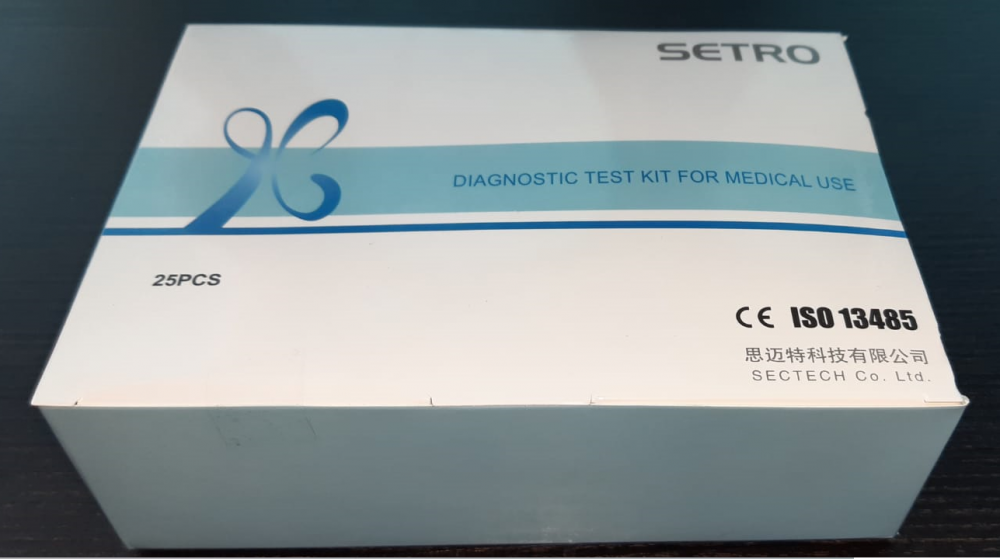 SETRO
DIAGNOSTIC TEST KIT FOR MEDICAL USE
25PCS
CE ISO 13485
思迈特科技有限公司
SECTECH Co. Ltd.